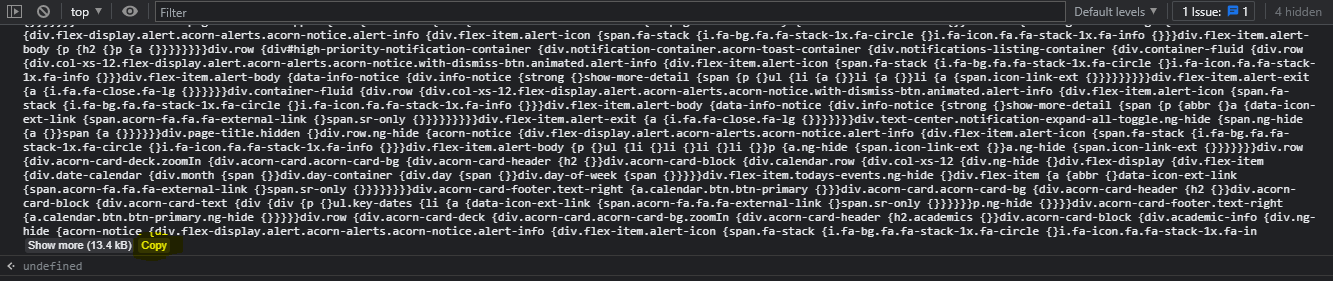 top ▼ Filter Default levels ▼ 1 Issue: 1 4 hidden
{div.flex-display.alert.acorn-alerts.acorn-notice.alert-info {div.flex-item.alert-icon {span.fa-stack {i.fa-bg.fa.fa-stack-1x.fa-circle {}i.fa-icon.fa.fa-stack-1x.fa-info {}}}div.flex-item.alert-
body {p {h2 {}p {a {}}}}}}}}div.row {div#high-priority-notification-container {div.notification-container.acorn-toast-container {div.notifications-listing-container {div.container-fluid {div.row
{div.col-xs-12.flex-display.alert.acorn-alerts.acorn-notice.with-dismiss-btn.animated.alert-info {div.flex-item.alert-icon {span.fa-stack {i.fa-bg.fa.fa-stack-1x.fa-circle {}i.fa-icon.fa.fa-stack-
1x.fa-info {}}}div.flex-item.alert-body {data-info-notice {div.info-notice {strong {}show-more-detail {span {p {}ul {li {a {}}li {a {}}li {a {span.icon-link-ext {}}}}}}}}}div.flex-item.alert-exit
{a {i.fa.fa-close.fa-lg {}}}}}}div.container-fluid {div.row {div.col-xs-12.flex-display.alert.acorn-alerts.acorn-notice.with-dismiss-btn.animated.alert-info {div.flex-item.alert-icon {span.fa-
stack {i.fa-bg.fa.fa-stack-1x.fa-circle {}i.fa-icon.fa.fa-stack-1x.fa-info {}}}div.flex-item.alert-body {data-info-notice {div.info-notice {strong {}show-more-detail {span {p {abbr {}a {data-icon-
ext-link {span.acorn-fa.fa.fa-external-link {}span.sr-only {}}}}}}}}}div.flex-item.alert-exit {a {i.fa.fa-close.fa-lg {}}}}}}}div.text-center.notification-expand-all-toggle.ng-hide {span.ng-hide
{a {}}span {a {}}}}}}div.page-title.hidden {}div.row.ng-hide {acorn-notice {div.flex-display.alert.acorn-alerts.acorn-notice.alert-info {div.flex-item.alert-icon {span.fa-stack {i.fa-bg.fa.fa-
stack-1x.fa-circle {}i.fa-icon.fa.fa-stack-1x.fa-info {}}}div.flex-item.alert-body {p {}ul {li {}li {}li {}li {}}p {a.ng-hide {span.icon-link-ext {}}a.ng-hide {span.icon-link-ext {}}}}}}}div.row
{div.acorn-card-deck.zoomIn {div.acorn-card.acorn-card-bg {div.acorn-card-header {h2 {}}div.acorn-card-block {div.calendar.row {div.col-xs-12 {div.ng-hide {}div.flex-display {div.flex-item
{div.date-calendar {div.month {span {}}div.day-container {div.day {span {}}div.day-of-week {span {}}}}}div.flex-item.todays-events.ng-hide {}div.flex-item {a {abbr {}data-icon-ext-link
{span.acorn-fa.fa.fa-external-link {}span.sr-only {}}}}}}}}div.acorn-card-footer.text-right {a.calendar.btn.btn-primary {}}}div.acorn-card.acorn-card-bg {div.acorn-card-header {h2 {}}div.acorn-
card-block {div.acorn-card-text {div {div {p {}ul.key-dates {li {a {data-icon-ext-link {span.acorn-fa.fa.fa-external-link {}span.sr-only {}}}}}}p.ng-hide {}}}}div.acorn-card-footer.text-right
{a.calendar.btn.btn-primary.ng-hide {}}}}}div.row {div.acorn-card-deck {div.acorn-card.acorn-card-bg.zoomIn {div.acorn-card-header {h2.academics {}}div.acorn-card-block {div.academic-info {div.ng-
hide {acorn-notice {div.flex-display.alert.acorn-alerts.acorn-notice.alert-info {div.flex-item.alert-icon {span.fa-stack {i.fa-bg.fa.fa-stack-1x.fa-circle {}i.fa-icon.fa.fa-stack-1x.fa-in
Show more (13.4 kB) Copy
undefined